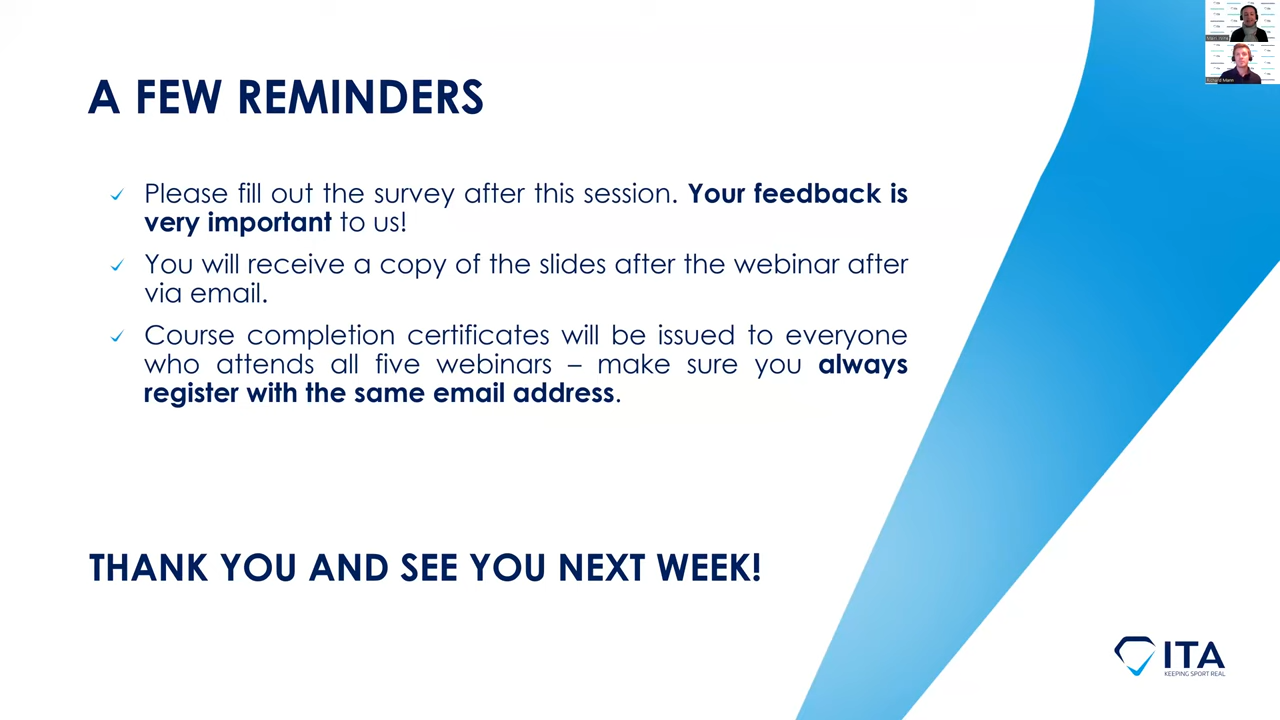 A FEW REMINDERS
Please fill out the survey after this session. Your feedback is
very important to us!
You will receive a copy of the slides after the webinar after
via email.
Course completion certificates will be issued to everyone
who attends all five webinars – make sure you always
register with the same email address.
THANK YOU AND SEE YOU NEXT WEEK!
ITA
KEEPING SPORT REAL